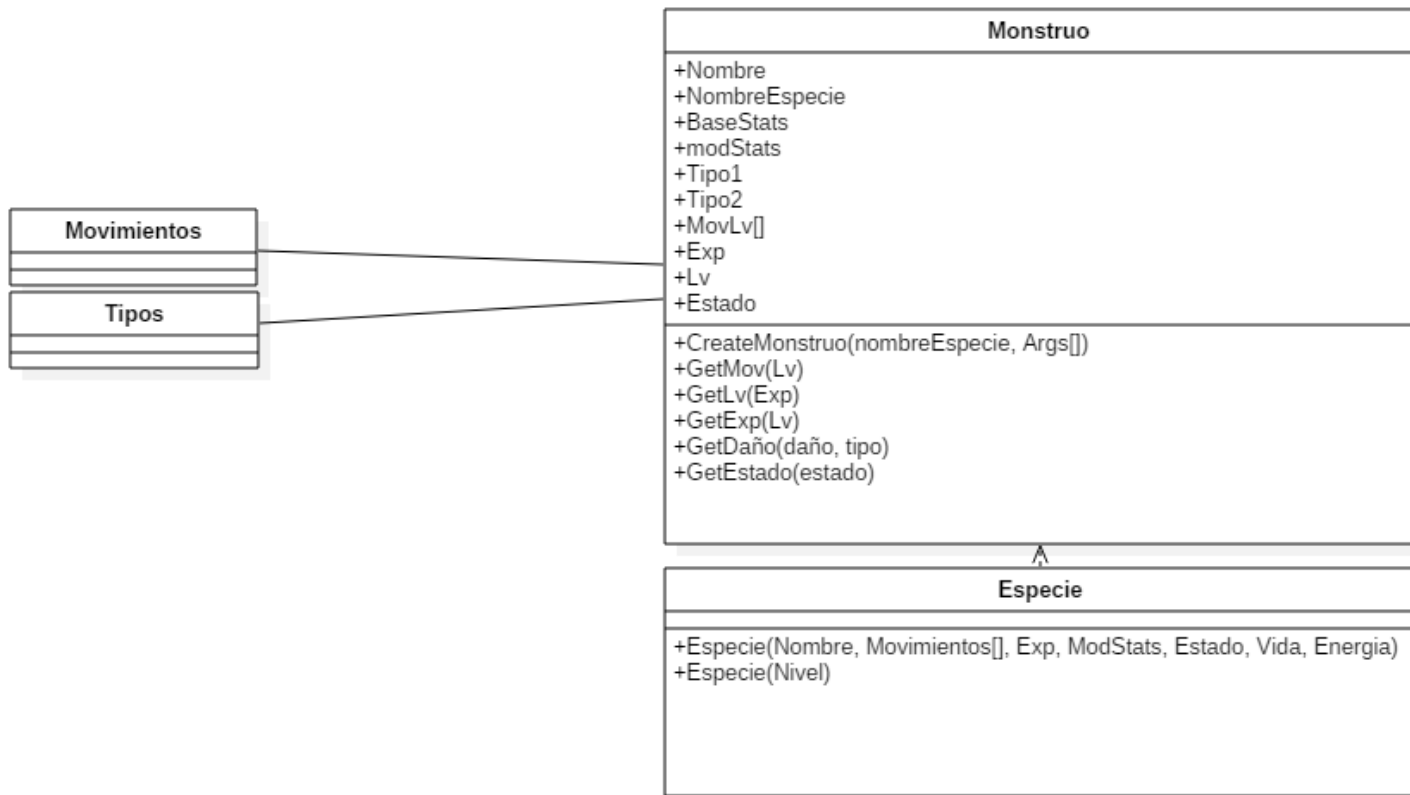 Monstruo
+Nombre
+NombreEspecie
+BaseStats
+modStats
+Tipo1
+Tipo2
+MovLv[]
+Exp
+Lv
+Estado
+CreateMonstruo(nombreEspecie, Args[])
+GetMov(Lv)
+GetLv(Exp)
+GetExp(Lv)
+GetDaño(daño, tipo)
+GetEstado(estado)
Movimientos
Tipos
Especie
+Especie(Nombre, Movimientos[], Exp, ModStats, Estado, Vida, Energia)
+Especie(Nivel)